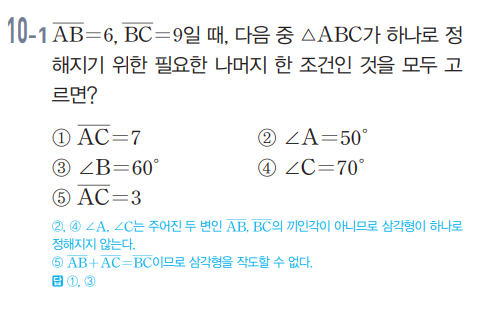 10-1 AB=6, BC=9일 때, 다음 중 △ABC가 하나로 정
해지기 위한 필요한 나머지 한 조건인 것을 모두 고
르면?
① AC=7 ② ∠A=50°
③ ∠B=60° ④ ∠C=70°
⑤ AC=3
②, ④ ∠A, ∠C는 주어진 두 변인 AB, BC의 끼인각이 아니므로 삼각형이 하나로
정해지지 않는다.
⑤ AB+AC=BC이므로 삼각형을 작도할 수 없다.
답 ①, ③